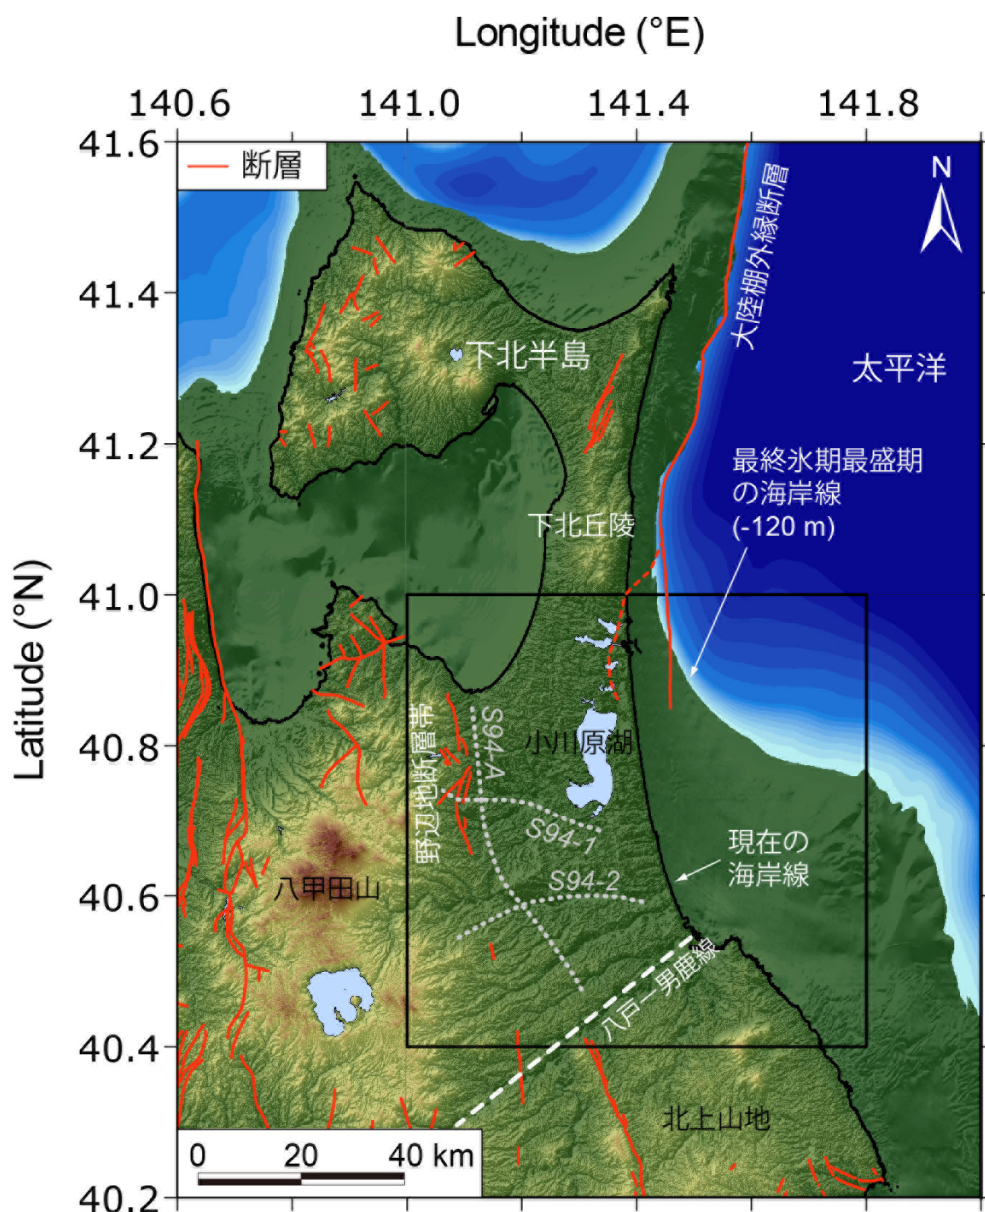 Longitude (°E)
140.6 141.0 141.4 141.8
41.6
41.4
41.2
41.0
40.8
40.6
40.4
40.2
Latitude (°N)
断層
N
大陸棚外縁断層
太平洋
下北半島
最終氷期最盛期
の海岸線
(-120 m)
下北丘陵
野辺地断層帯
S94-A
小川原湖
S94-1
現在の
海岸線
S94-2
八甲田山
八戸ー男鹿線
北上山地
0 20 40 km